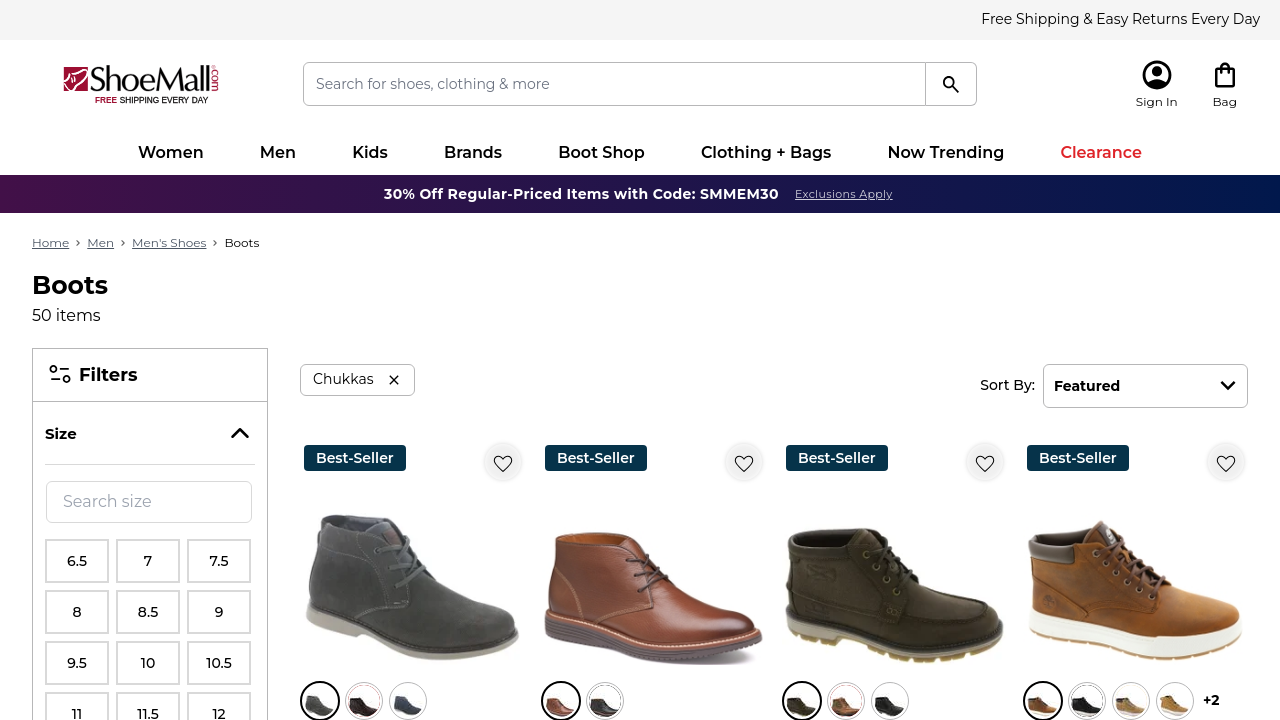 Free Shipping & Easy Returns Every Day
ShoeMall.com
FREE SHIPPING EVERY DAY
Search for shoes, clothing & more
Sign In
Bag
Women
Men
Kids
Brands
Boot Shop
Clothing + Bags
Now Trending
Clearance
30% Off Regular-Priced Items with Code: SMMEM30 Exclusions Apply
Home > Men > Men's Shoes > Boots
Boots
50 items
Filters
Size
Search size
6.5 7 7.5
8 8.5 9
9.5 10 10.5
11 11.5 12
Chukkas
Sort By: Featured
Best-Seller
Best-Seller
Best-Seller
Best-Seller
+2